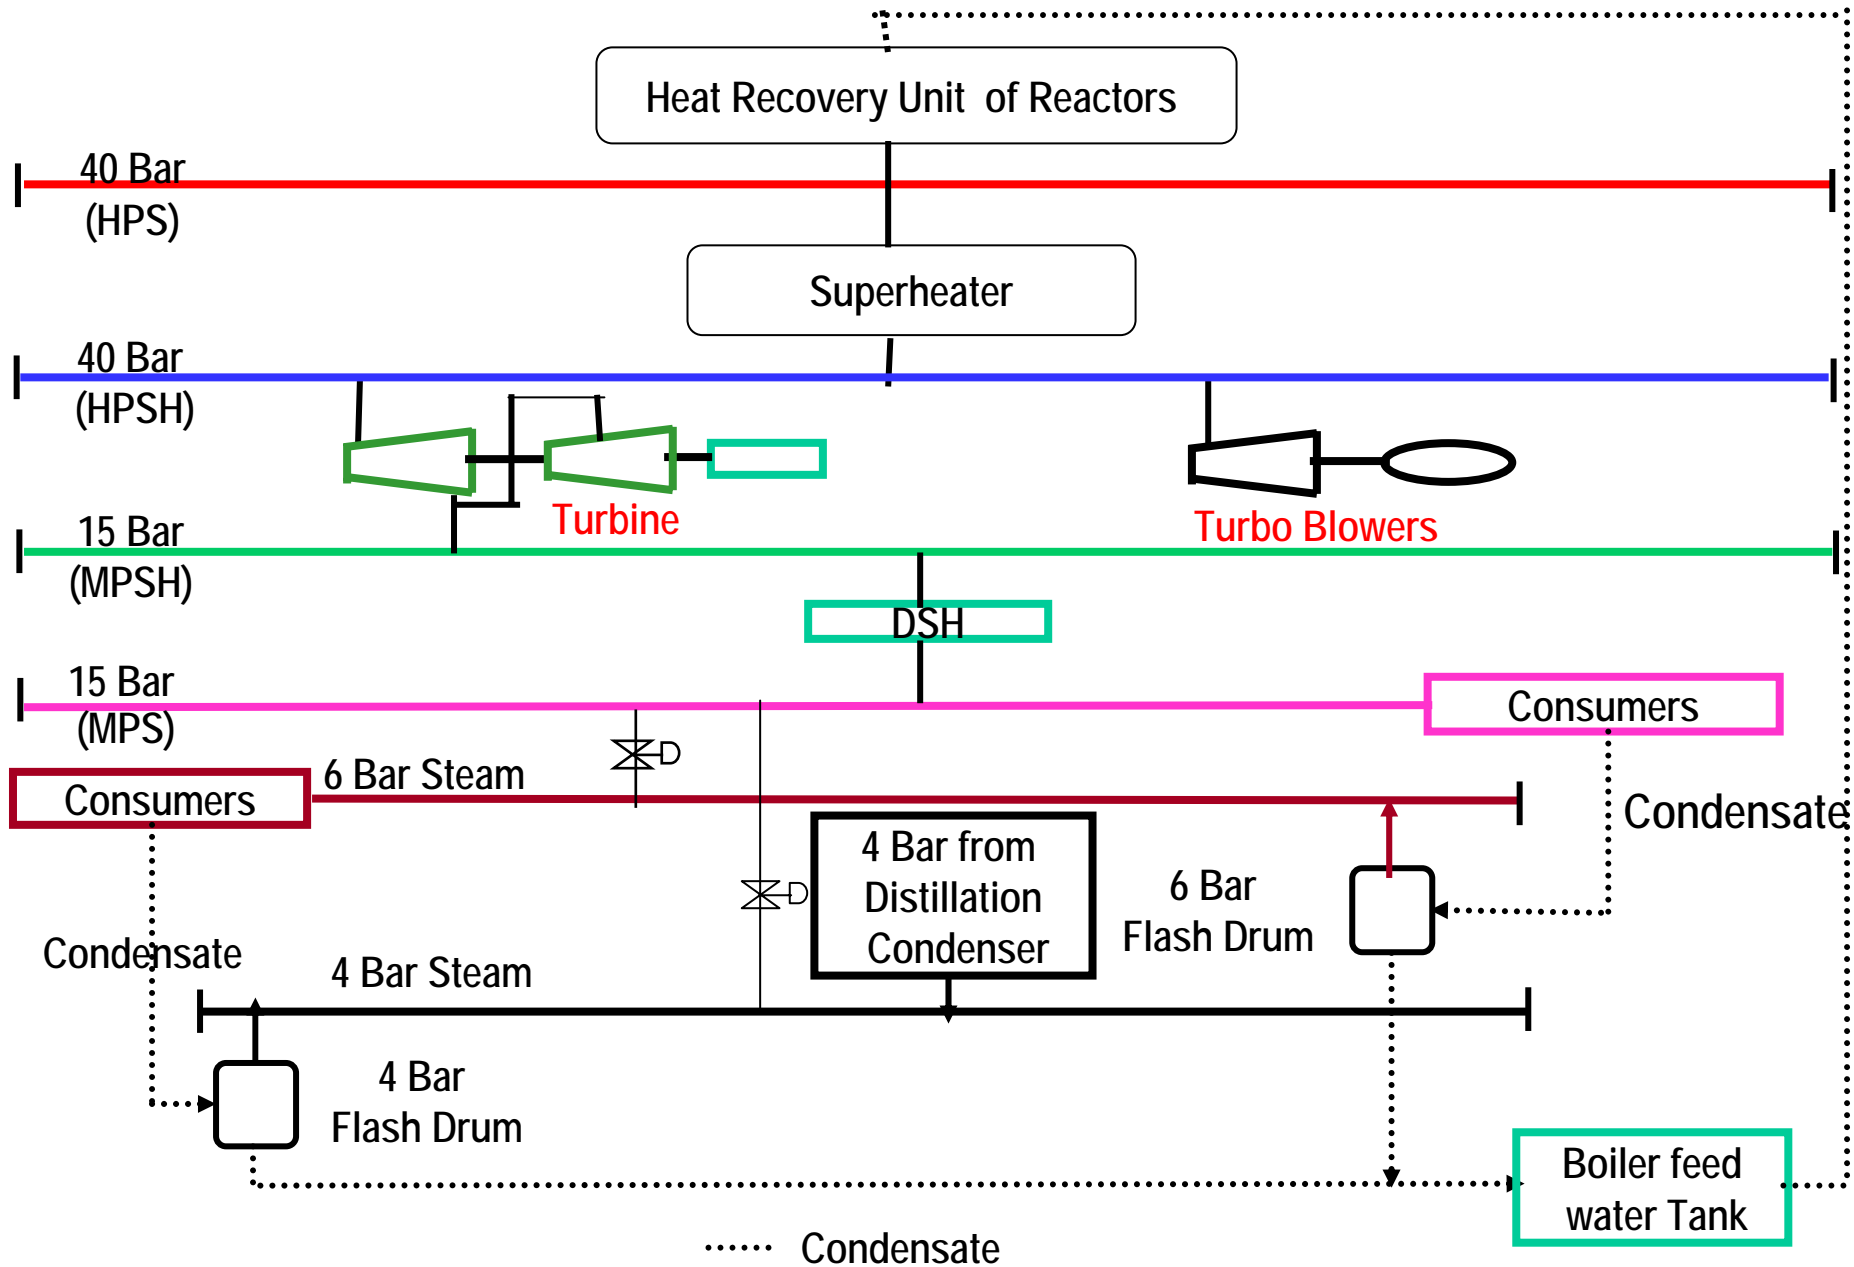 Heat Recovery Unit of Reactors
40 Bar
(HPS)
Superheater
40 Bar
(HPSH)
Turbine
Turbo Blowers
15 Bar
(MPSH)
DSH
15 Bar
(MPS)
Consumers
6 Bar Steam
Consumers
Condensate
4 Bar from
Distillation
Condenser
6 Bar
Flash Drum
Condensate
4 Bar Steam
4 Bar
Flash Drum
Boiler feed
water Tank
Condensate